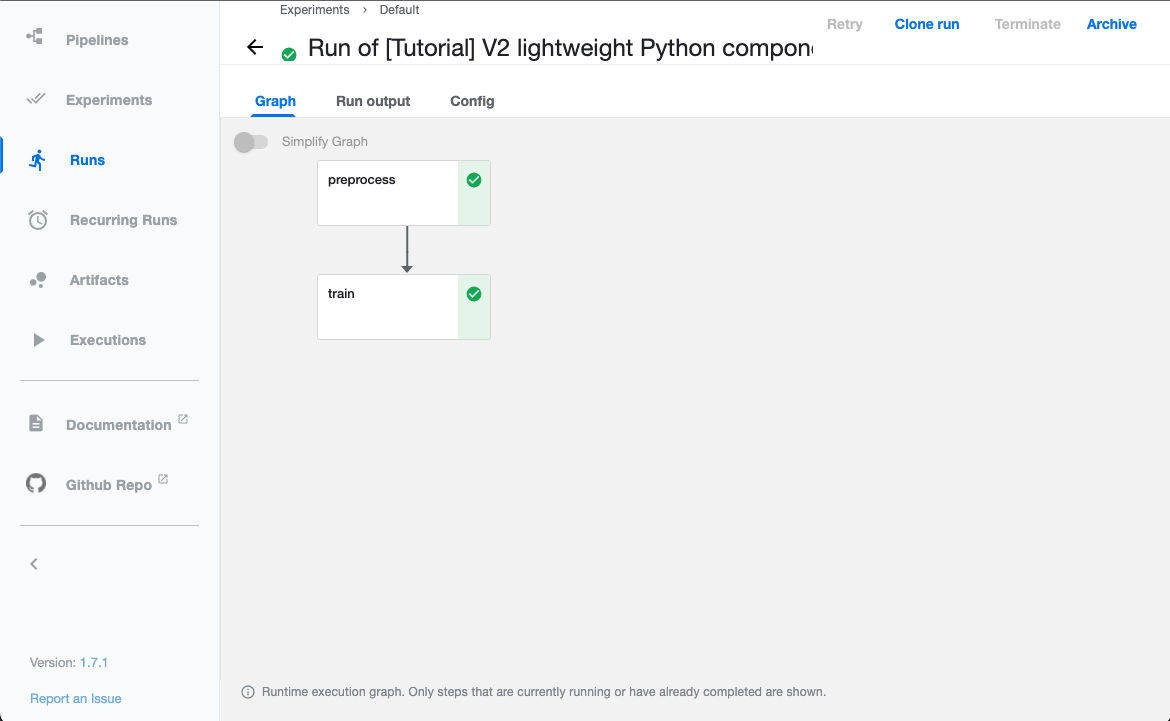 Experiments > Default
Run of [Tutorial] V2 lightweight Python compon
Retry
Clone run
Terminate
Archive
Pipelines
Experiments
Runs
Recurring Runs
Artifacts
Executions
Documentation
Github Repo
Version: 1.7.1
Report an Issue
Graph
Run output
Config
Simplify Graph
preprocess
train
Runtime execution graph. Only steps that are currently running or have already completed are shown.